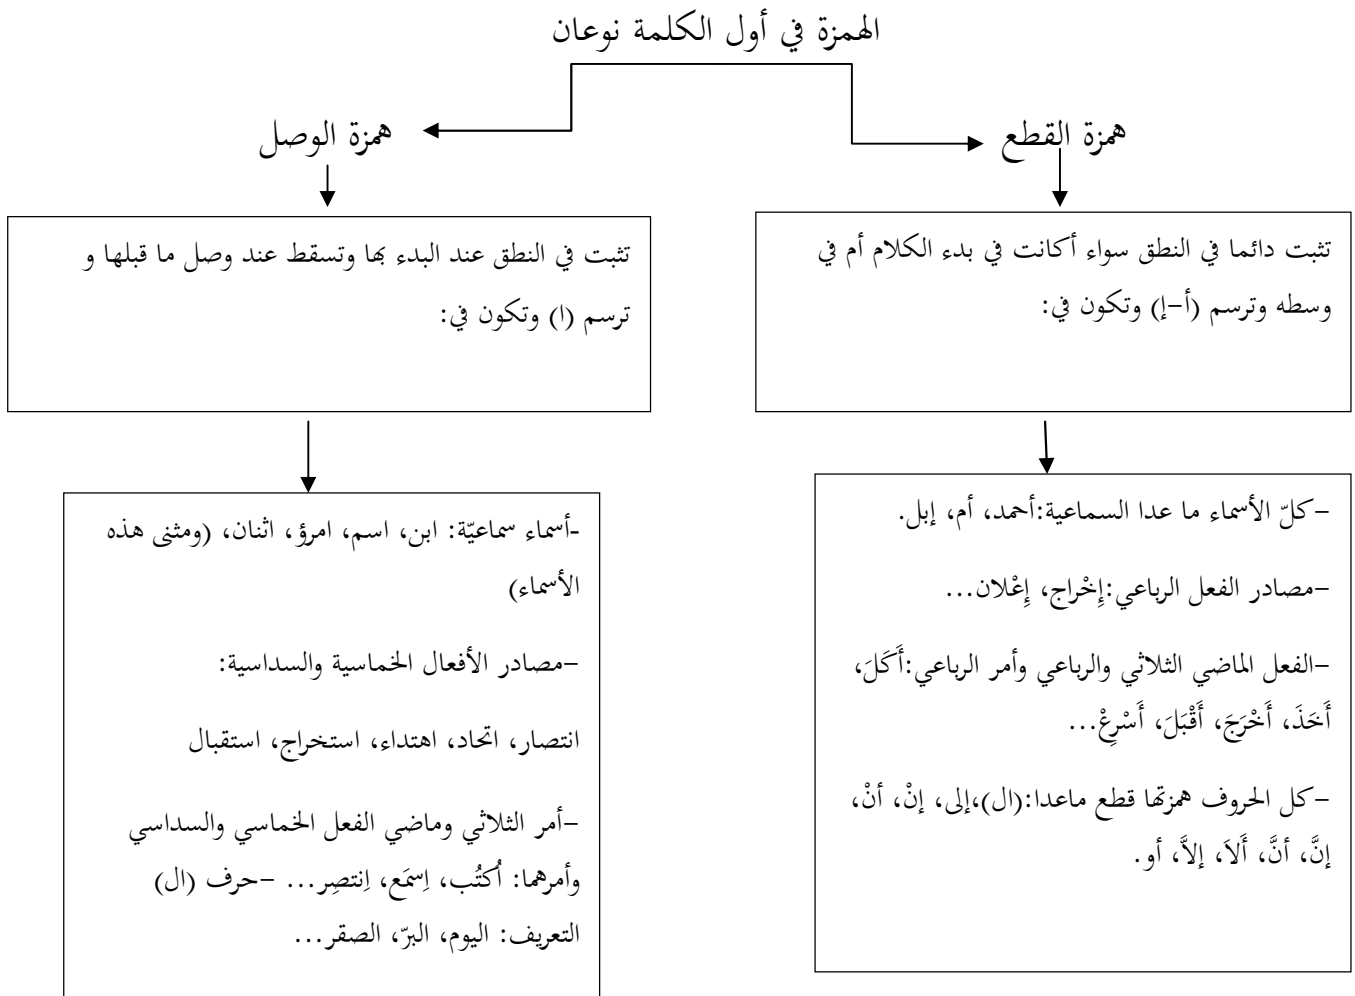 الهمزة في أول الكلمة نوعان
همزة القطع
همزة الوصل
تثبت دائما في النطق سواء أكانت في بدء الكلام أم في
وسطه وترسم (أ–إ) وتكون في:
تثبت في النطق عند البدء بها وتسقط عند وصل ما قبلها و
ترسم (ا) وتكون في:
–كلّ الأسماء ما عدا السماعية:أحمد، أم، إبل.
–مصادر الفعل الرباعي:إِخْراج، إِعْلان...
–الفعل الماضي الثلاثي والرباعي وأمر الرباعي:أَكَلَ،
أَخَذَ، أَخْرَجَ، أَقْبَلَ، أَسْرِعْ...
–كل الحروف همزتها قطع ماعدا:(ال)،إلى، إنْ، أنْ،
إنَّ، أنَّ، أَلاَ، إلاَّ، أو.
-أسماء سماعيّة: ابن، اسم، امرؤ، اثنان، (ومثنى هذه
الأسماء)
–مصادر الأفعال الخماسية والسداسية:
انتصار، اتحاد، اهتداء، استخراج، استقبال
–أمر الثلاثي وماضي الفعل الخماسي والسداسي
وأمرهما: اُكتُب، اِسمَع، اِنتصِر... –حرف (ال)
التعريف: اليوم، البرّ، الصقر...